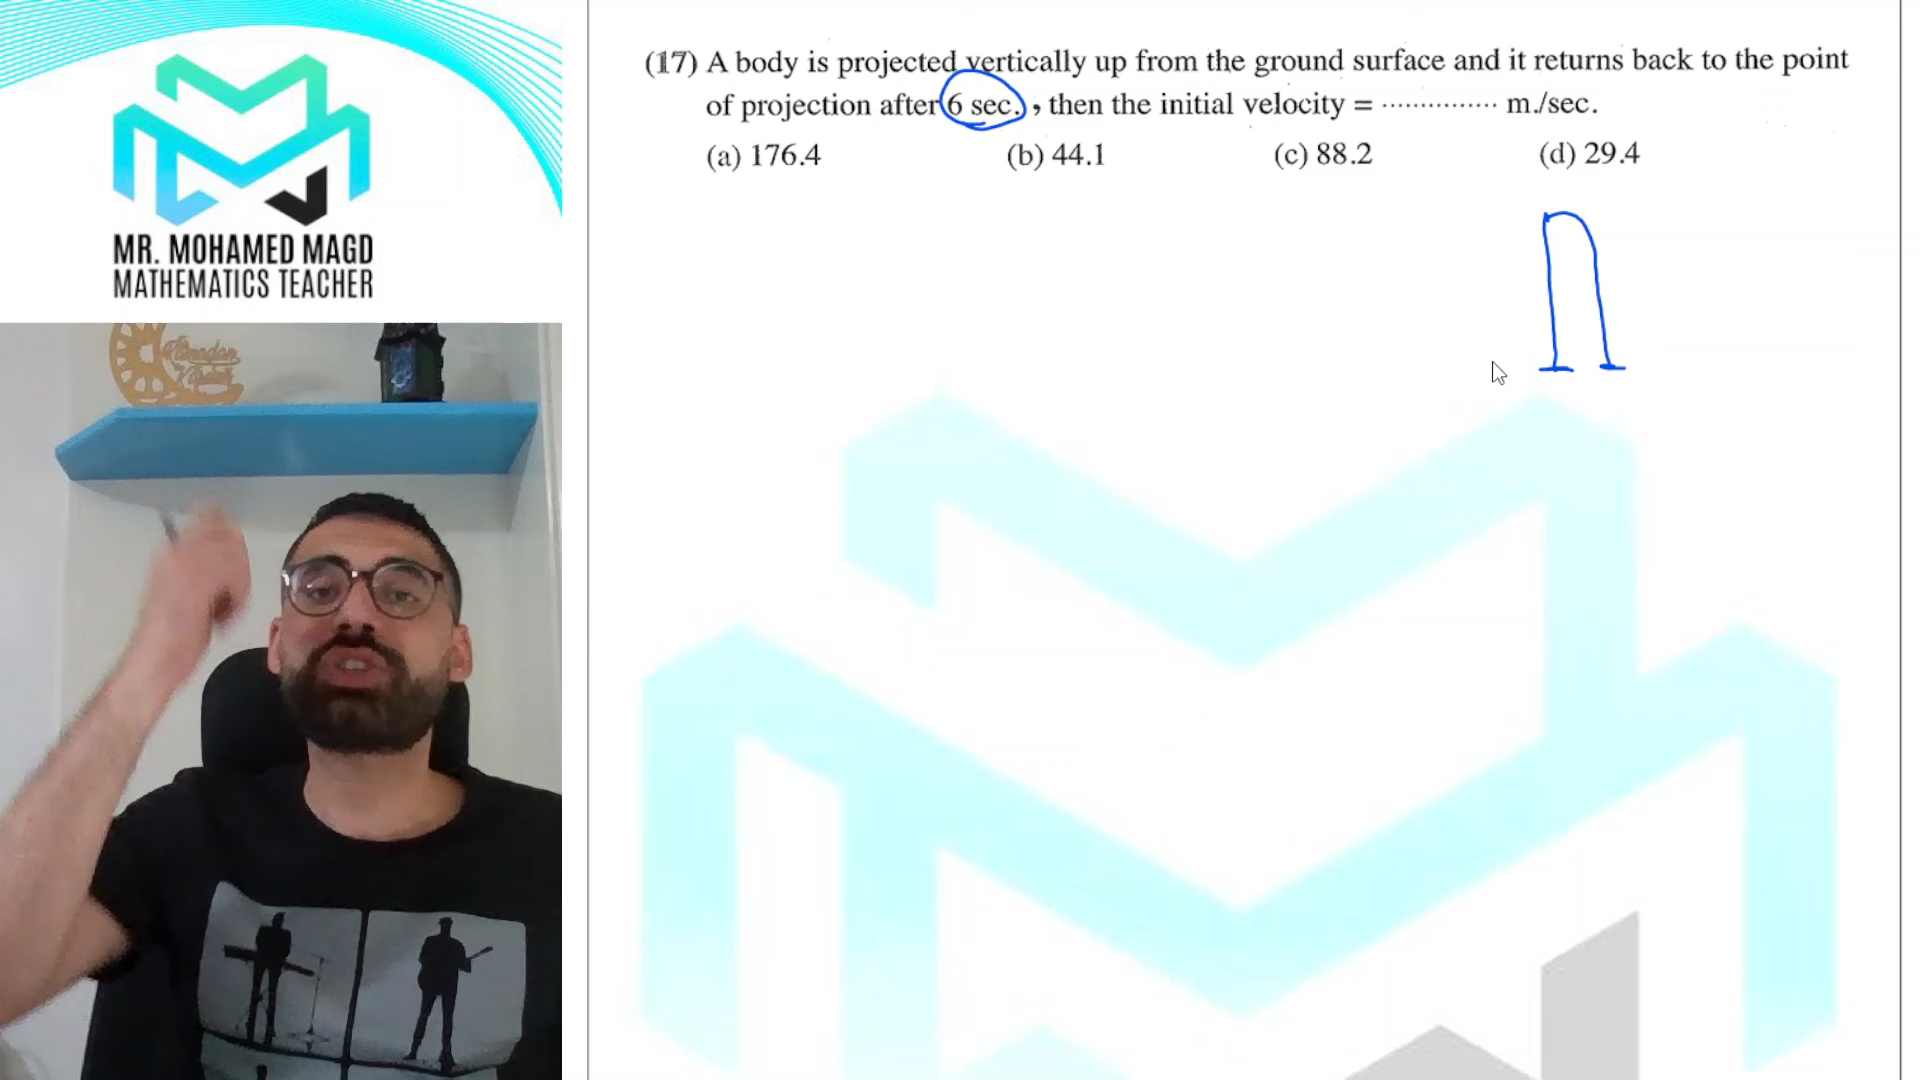 MR. MOHAMED MAGD
MATHEMATICS TEACHER
Ramadan
Kareem
(17) A body is projected vertically up from the ground surface and it returns back to the point
of projection after 6 sec. , then the initial velocity = ............... m./sec.
(a) 176.4 (b) 44.1 (c) 88.2 (d) 29.4